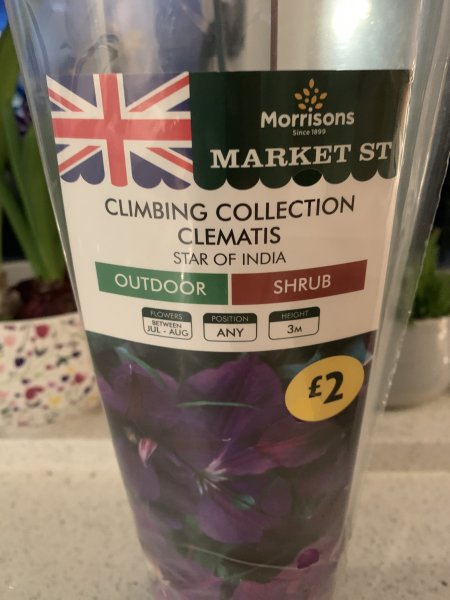 Morrisons
Since 1899
MARKET ST
CLIMBING COLLECTION
CLEMATIS
STAR OF INDIA
OUTDOOR SHRUB
FLOWERS
BETWEEN
JUL - AUG
POSITION
ANY
HEIGHT
3M
£2